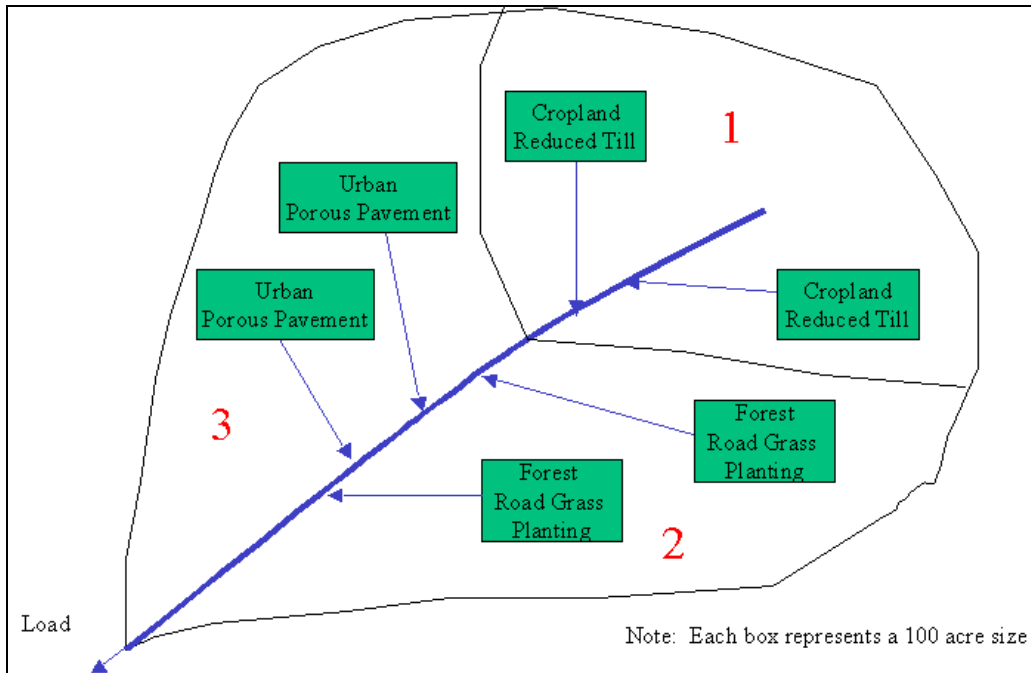 Cropland
Reduced Till
1
Urban
Porous Pavement
Urban
Porous Pavement
Cropland
Reduced Till
3
Forest
Road Grass
Planting
Forest
Road Grass
Planting
2
Load
Note: Each box represents a 100 acre size